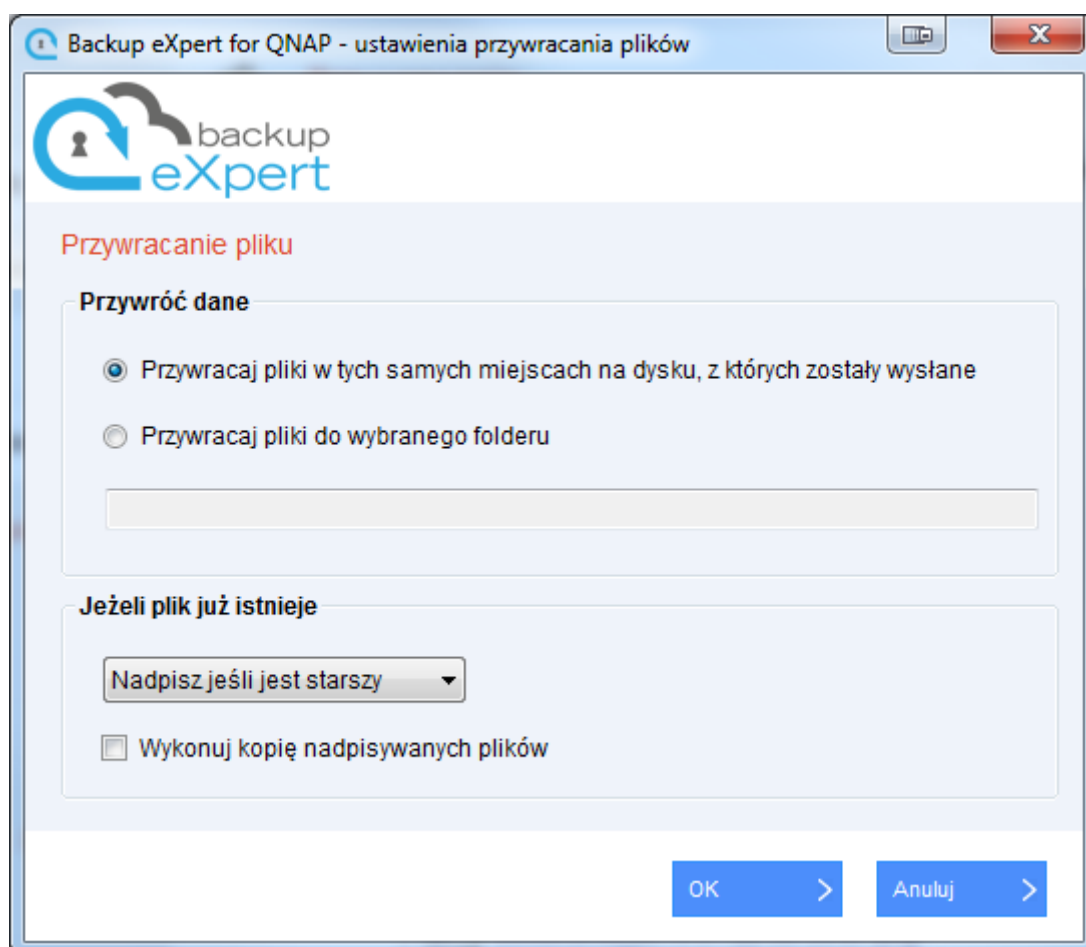 Backup eXpert for QNAP - ustawienia przywracania plików
backup
eXpert
Przywracanie pliku
Przywróć dane
Przywracaj pliki w tych samych miejscach na dysku, z których zostały wysłane
Przywracaj pliki do wybranego folderu
Jeżeli plik już istnieje
Nadpisz jeśli jest starszy
Wykonuj kopię nadpisywanych plików
OK
Anuluj